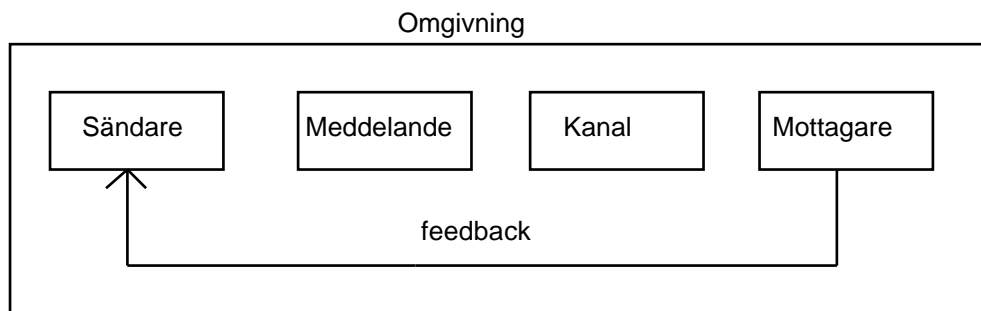 Omgivning
Sändare
Meddelande
Kanal
Mottagare
feedback